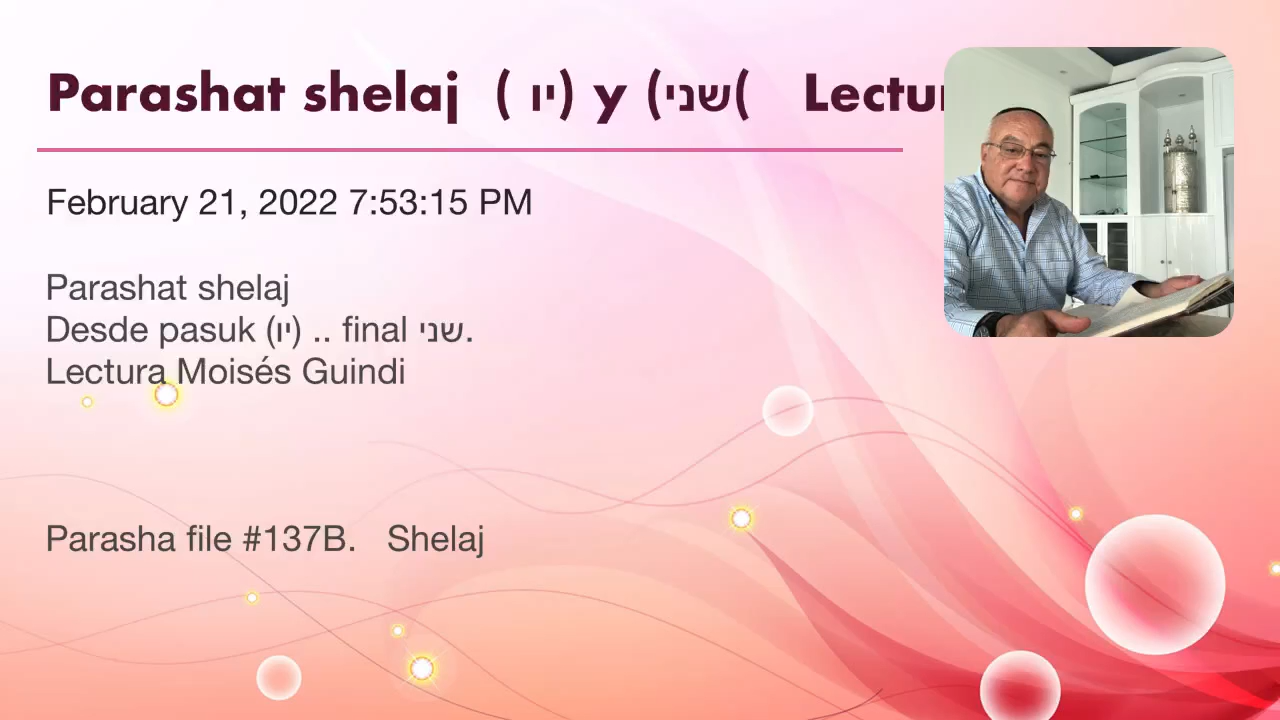 Parashat shelaj ( יו) y (שני( Lectur
February 21, 2022 7:53:15 PM
Parashat shelaj
Desde pasuk (יו) .. final שני.
Lectura Moisés Guindi
Parasha file #137B. Shelaj